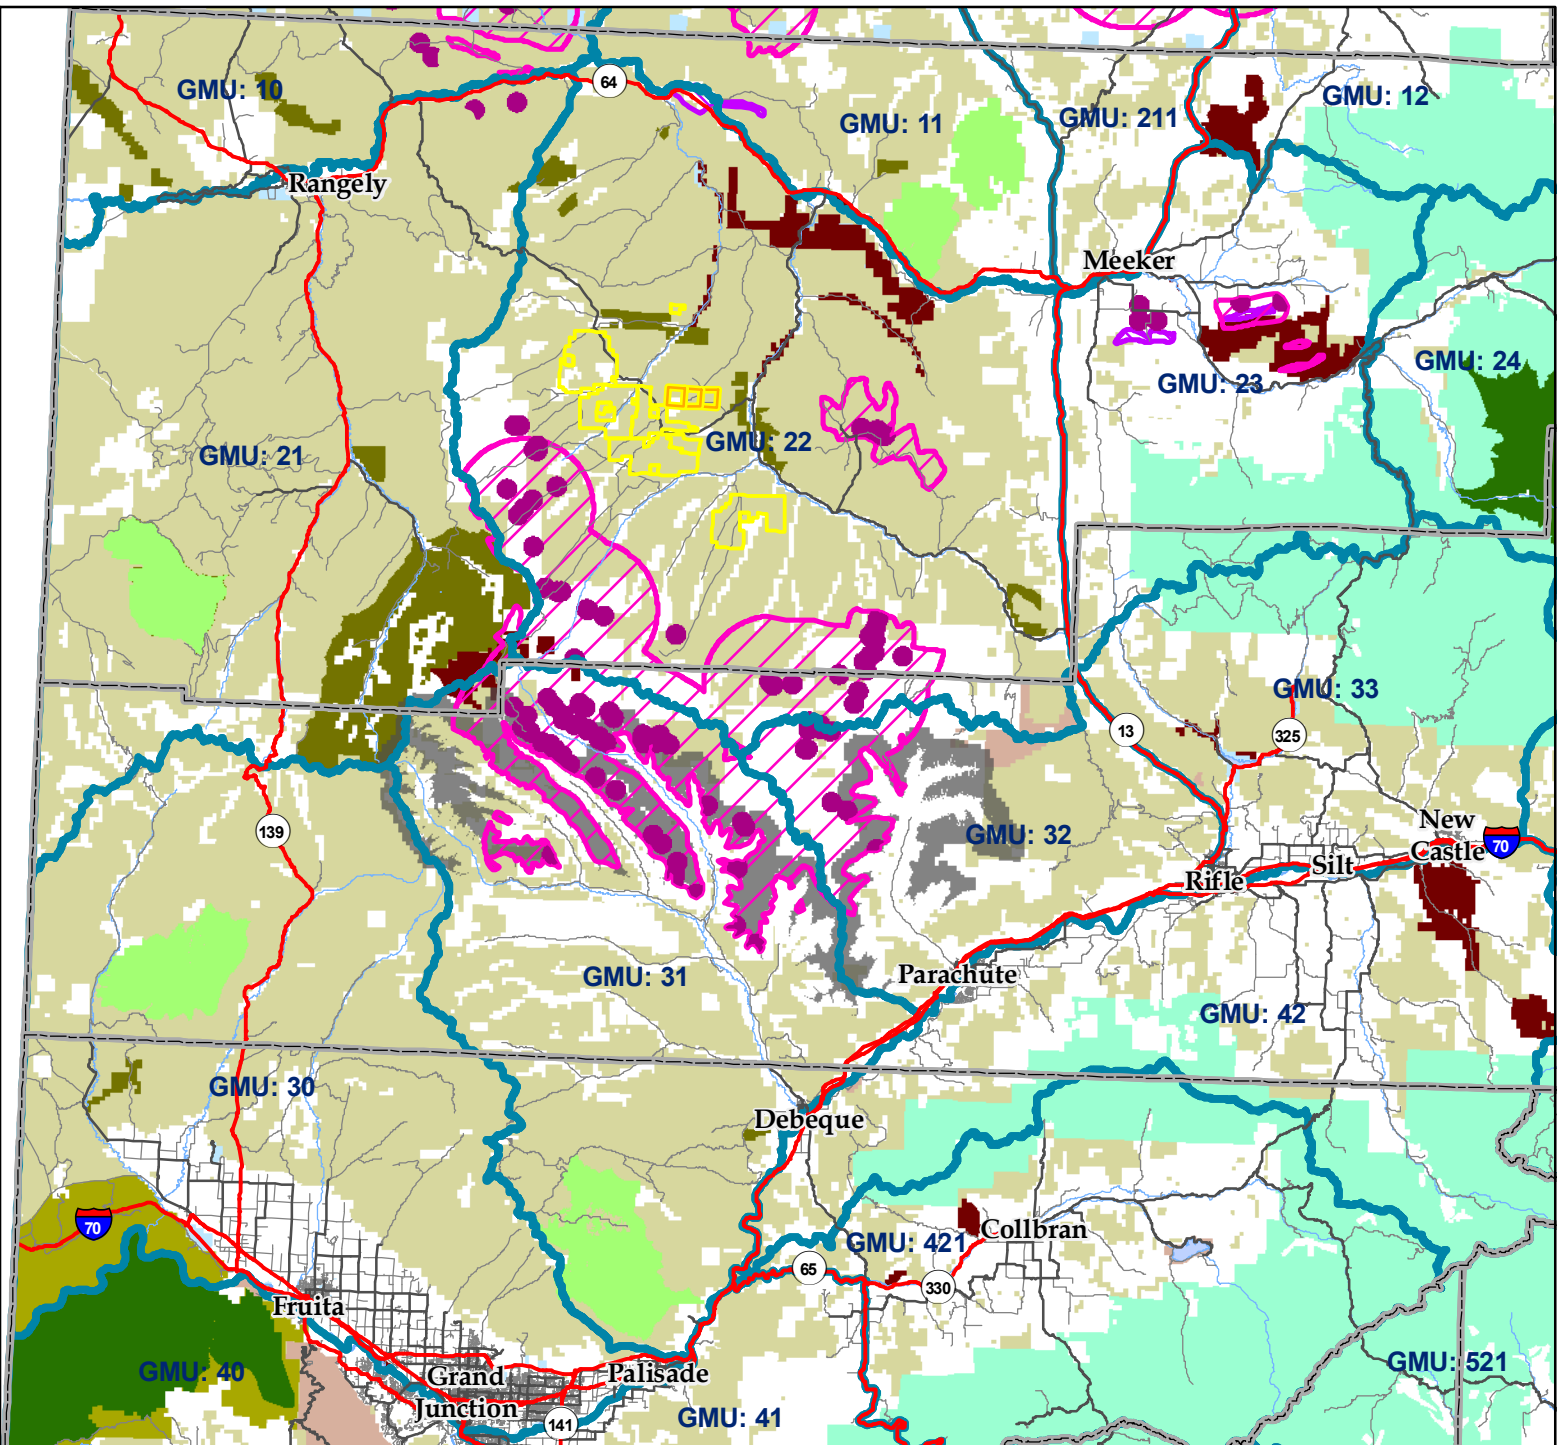 64
GMU: 10
GMU: 12
GMU: 11
GMU: 211
Rangely
Meeker
GMU: 24
GMU: 23
GMU: 22
GMU: 21
GMU: 33
13
325
139
GMU: 32
New
Castle
70
Silt
Rifle
GMU: 31
Parachute
GMU: 42
GMU: 30
Debeque
70
Collbran
GMU: 421
65
330
Fruita
GMU: 40
Grand
Junction
Palisade
GMU: 521
GMU: 41
141